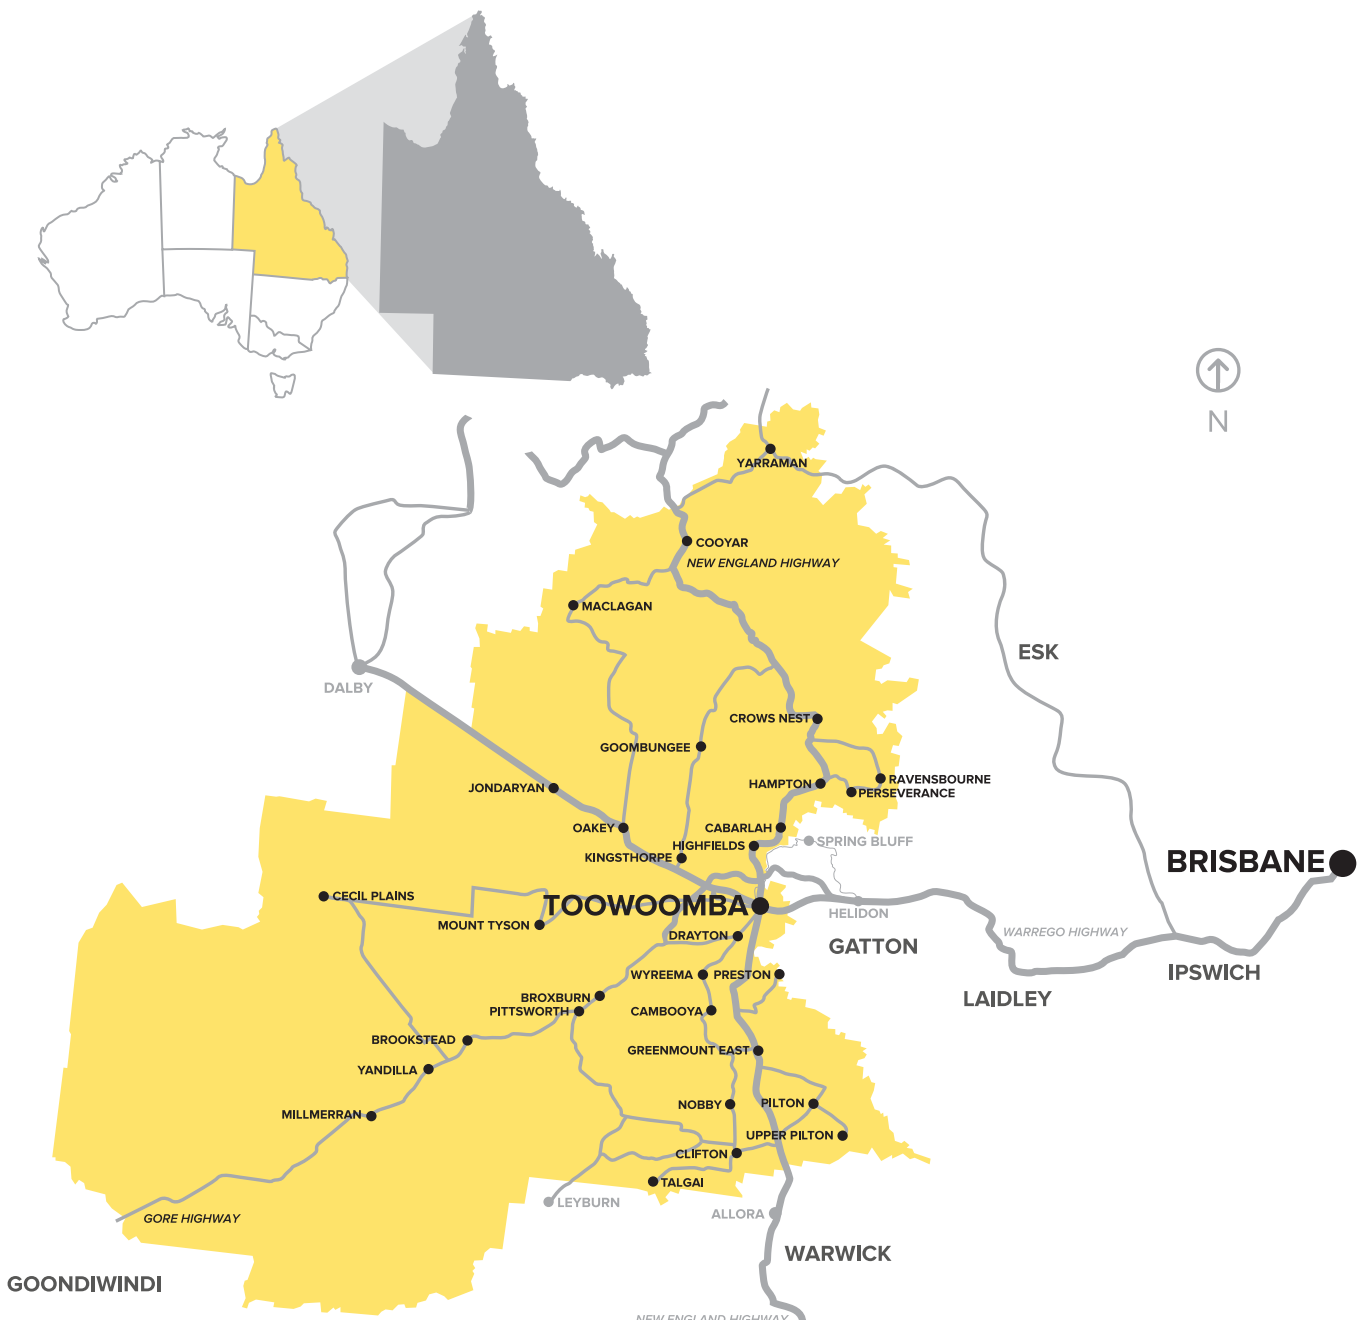 N
YARRAMAN
COOYAR
NEW ENGLAND HIGHWAY
MACLAGAN
ESK
DALBY
CROWS NEST
GOOMBUNGEE
RAVENSBOURNE
HAMPTON
JONDARYAN
PERSEVERANCE
OAKEY
CABARLAH
SPRING BLUFF
HIGHFIELDS
KINGSTHORPE
BRISBANE
CECIL PLAINS
TOOWOOMBA
HELIDON
MOUNT TYSON
WARREGO HIGHWAY
DRAYTON
GATTON
IPSWICH
WYREEMA
PRESTON
LAIDLEY
BROXBURN
PITTSWORTH
CAMBOOYA
BROOKSTEAD
GREENMOUNT EAST
YANDILLA
NOBBY
PILTON
MILLMERRAN
UPPER PILTON
CLIFTON
TALGAI
LEYBURN
ALLORA
GORE HIGHWAY
WARWICK
GOONDIWINDI
NEW ENGLAND HIGHWAY